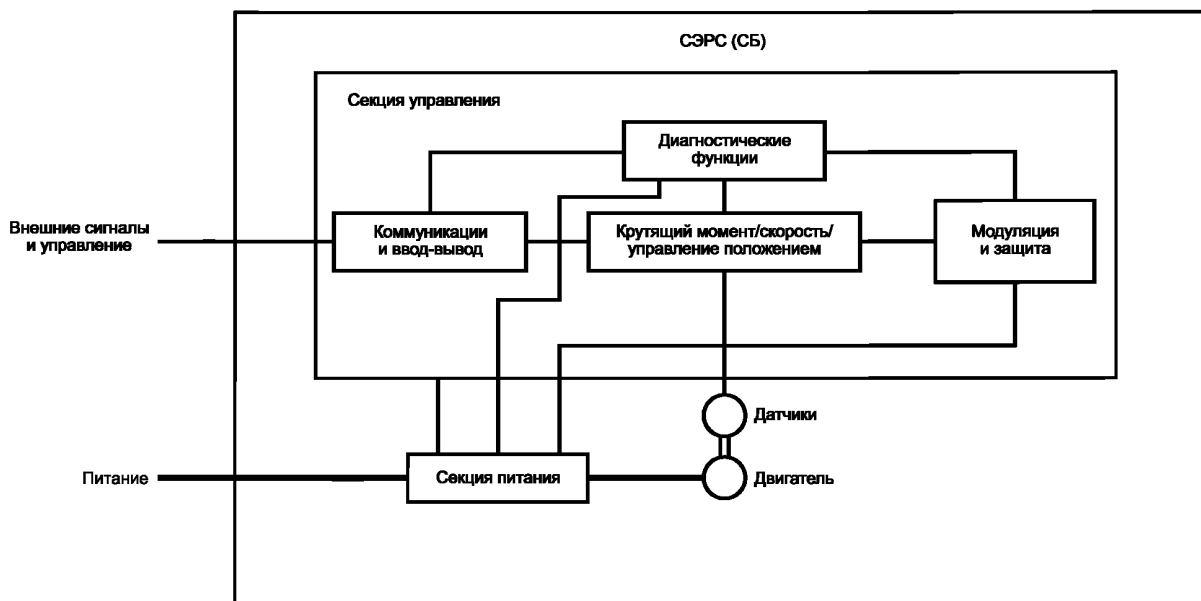 СЭРС (СБ)
Секция управления
Диагностические
функции
Внешние сигналы
и управление
Коммуникации
и ввод-вывод
Крутящий момент/скорость/
управление положением
Модуляция
и защита
Датчики
Питание
Секция питания
Двигатель